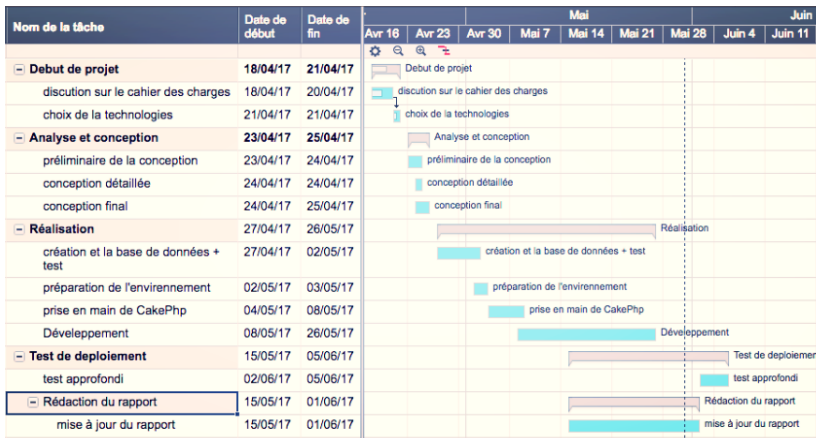 Nom de la tâche Date de début Date de fin
Mai Juin
Avr 16 Avr 23 Avr 30 Mai 7 Mai 14 Mai 21 Mai 28 Juin 4 Juin 11
Debut de projet 18/04/17 21/04/17 Debut de projet
discution sur le cahier des charges 18/04/17 20/04/17 discution sur le cahier des charges
choix de la technologies 21/04/17 21/04/17 choix de la technologies
Analyse et conception 23/04/17 25/04/17 Analyse et conception
préliminaire de la conception 23/04/17 24/04/17 préliminaire de la conception
conception détaillée 24/04/17 24/04/17 conception détaillée
conception final 24/04/17 25/04/17 conception final
Réalisation 27/04/17 26/05/17 Réalisation
création et la base de données + test 27/04/17 02/05/17 création et la base de données + test
préparation de l'envirennement 02/05/17 03/05/17 préparation de l'envirennement
prise en main de CakePhp 04/05/17 08/05/17 prise en main de CakePhp
Déveleppement 08/05/17 26/05/17 Déveleppement
Test de deploiement 15/05/17 05/06/17 Test de deploiemer
test approfondi 02/06/17 05/06/17 test approfondi
Rédaction du rapport 15/05/17 01/06/17 Rédaction du rapport
mise à jour du rapport 15/05/17 01/06/17 mise à jour du rapport